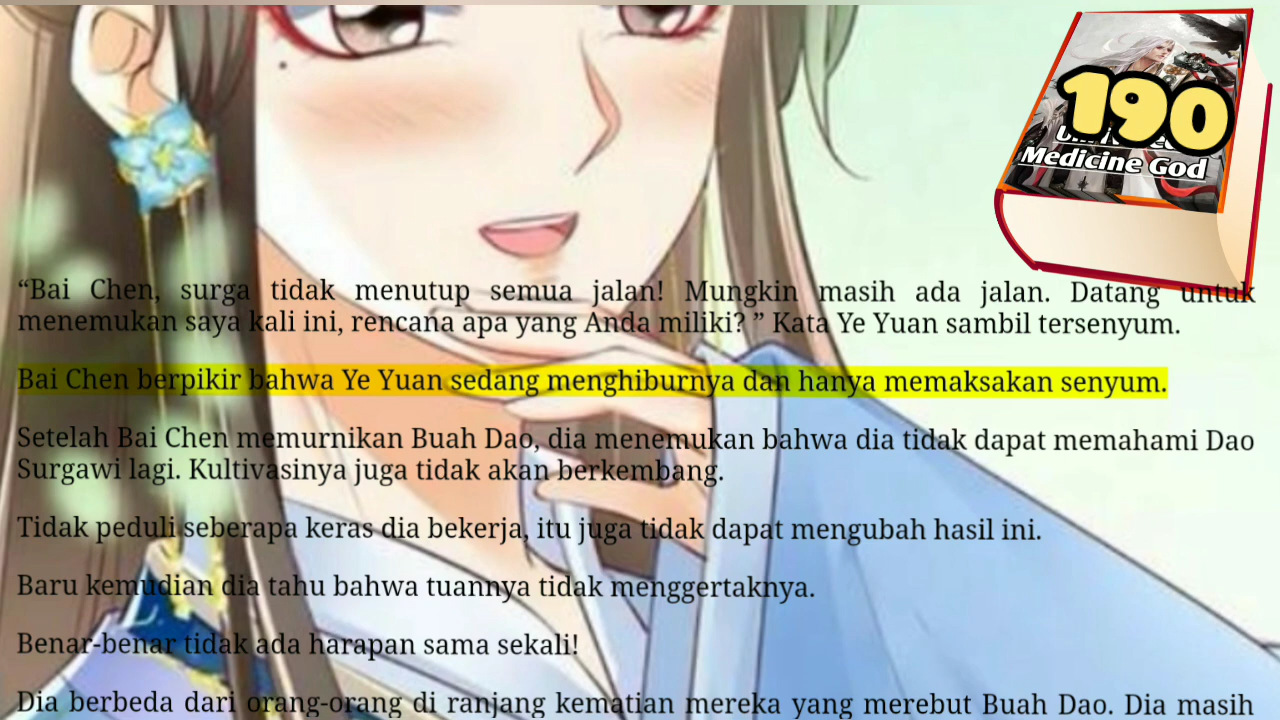 190
Medicine God
“Bai Chen, surga tidak menutup semua jalan! Mungkin masih ada jalan. Datang untuk
menemukan saya kali ini, rencana apa yang Anda miliki? ” Kata Ye Yuan sambil tersenyum.
Bai Chen berpikir bahwa Ye Yuan sedang menghiburnya dan hanya memaksakan senyum.
Setelah Bai Chen memurnikan Buah Dao, dia menemukan bahwa dia tidak dapat memahami Dao
Surgawi lagi. Kultivasinya juga tidak akan berkembang.
Tidak peduli seberapa keras dia bekerja, itu juga tidak dapat mengubah hasil ini.
Baru kemudian dia tahu bahwa tuannya tidak menggertaknya.
Benar-benar tidak ada harapan sama sekali!
Dia berbeda dari orang-orang di ranjang kematian mereka yang merebut Buah Dao. Dia masih